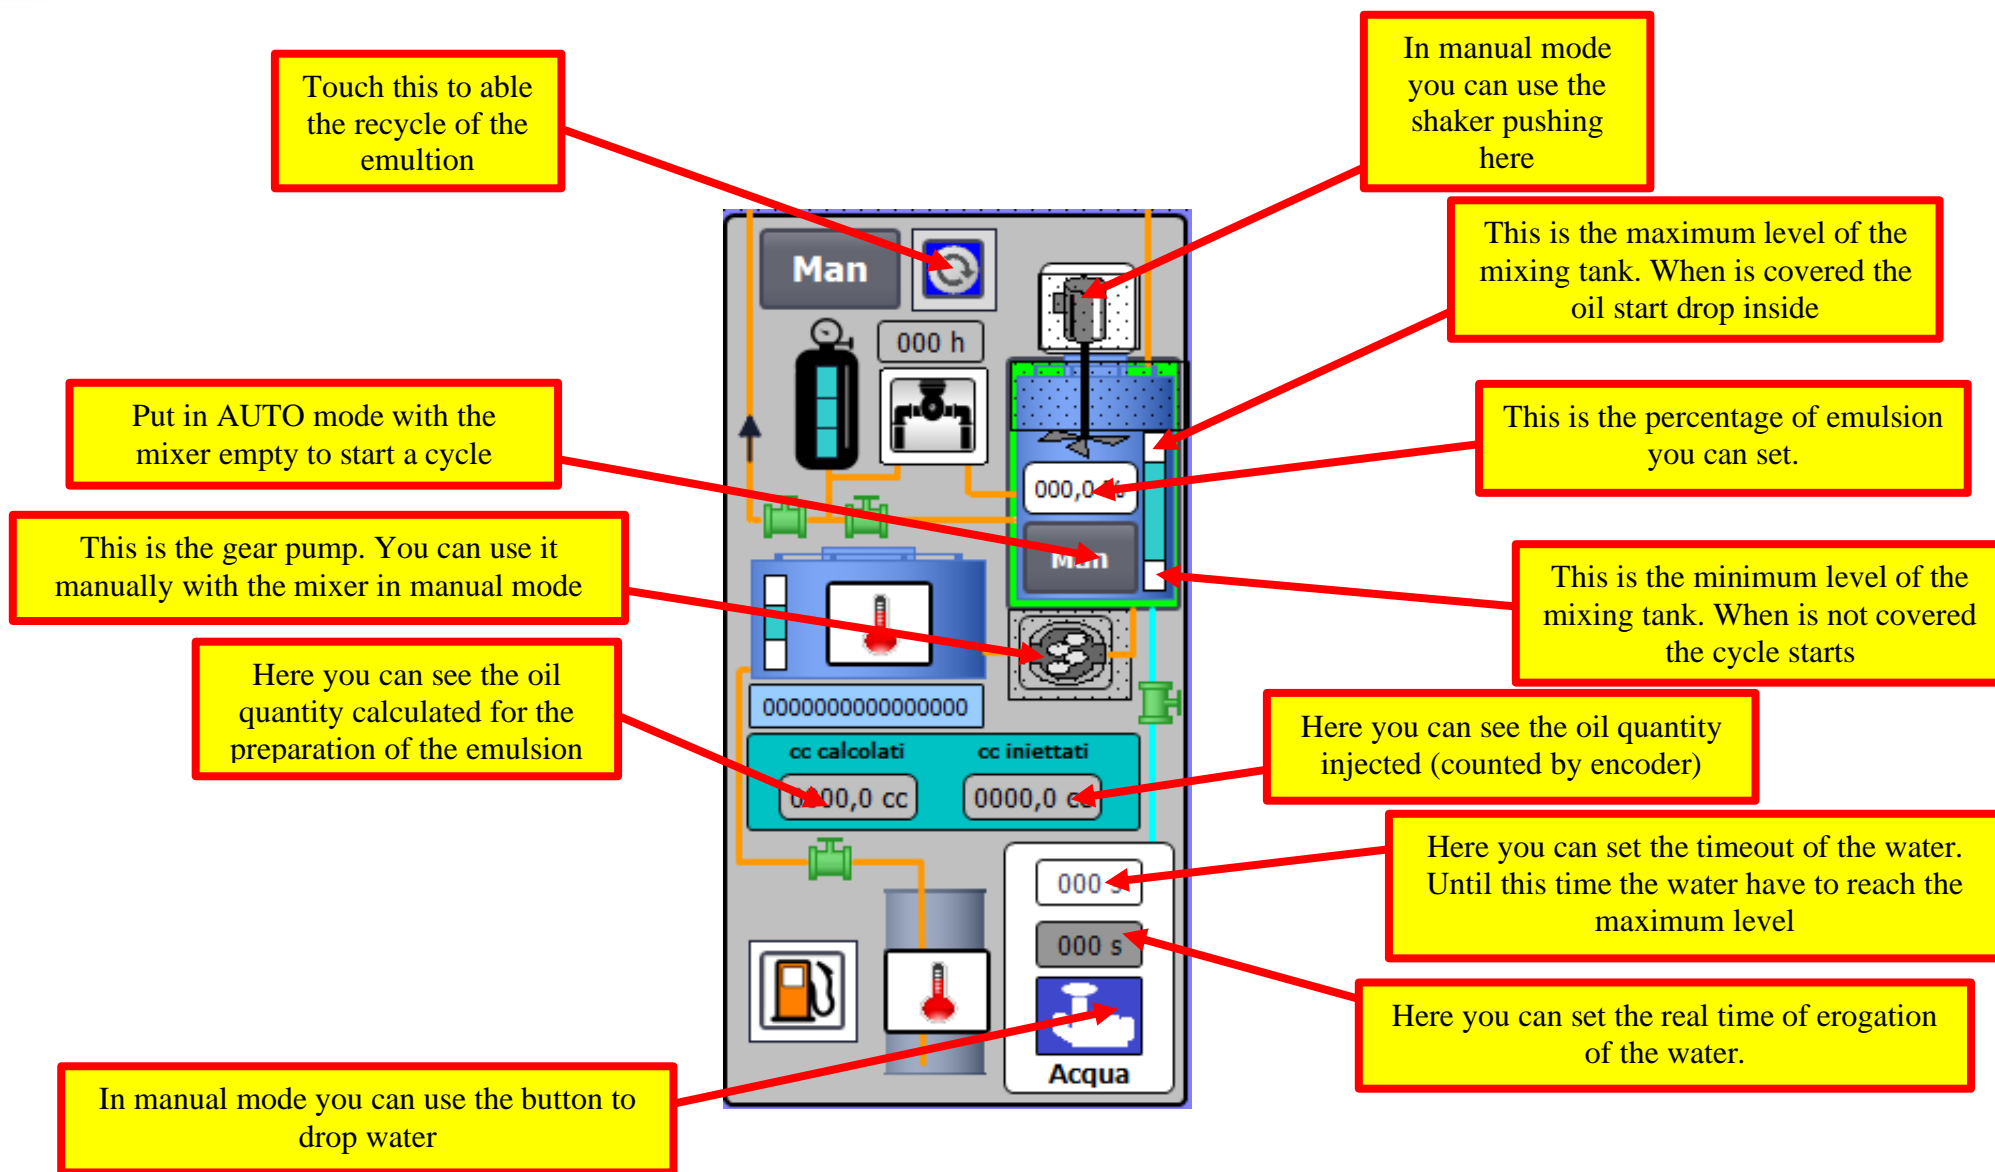 Touch this to able
the recycle of the
emultion
In manual mode
you can use the
shaker pushing
here
This is the maximum level of the
mixing tank. When is covered the
oil start drop inside
Put in AUTO mode with the
mixer empty to start a cycle
This is the percentage of emulsion
you can set.
This is the gear pump. You can use it
manually with the mixer in manual mode
This is the minimum level of the
mixing tank. When is not covered
the cycle starts
Here you can see the oil
quantity calculated for the
preparation of the emulsion
Here you can see the oil quantity
injected (counted by encoder)
Here you can set the timeout of the water.
Until this time the water have to reach the
maximum level
Here you can set the real time of erogation
of the water.
In manual mode you can use the button to
drop water
Man
000 h
000,0 %
Man
0000000000000000
cc calcolati
cc iniettati
0000,0 cc
0000,0 cc
000 s
000 s
Acqua